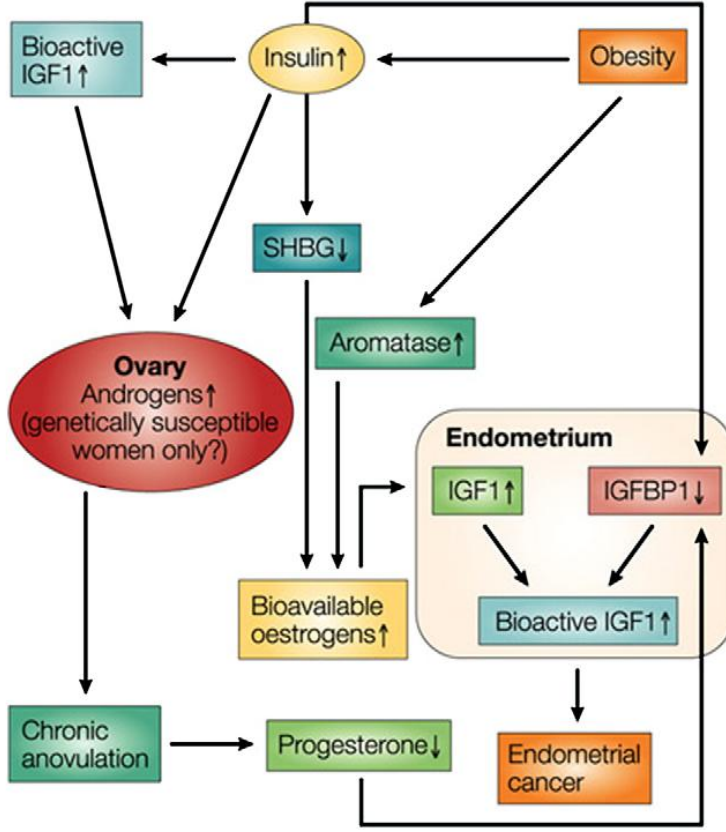 Bioactive
IGF1↑
Insulin↑
Obesity
SHBG↓
Aromatase↑
Ovary
Androgens↑
(genetically susceptible
women only?)
Endometrium
IGF1↑
IGFBP1↓
Bioactive IGF1↑
Bioavailable
oestrogens↑
Chronic
anovulation
Progesterone↓
Endometrial
cancer